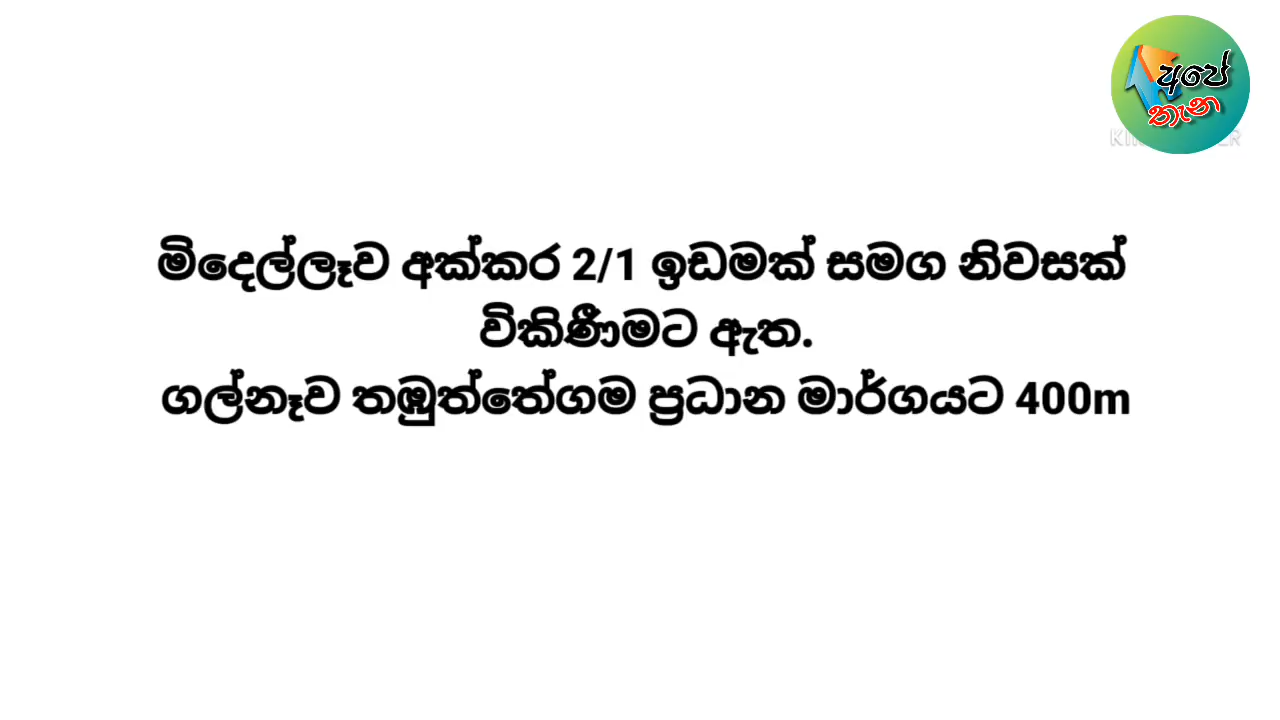 අපේ
තැන
මිදෙල්ලෑව අක්කර 2/1 ඉඩමක් සමග නිවසක්
විකිණීමට ඇත.
ගල්නෑව තඹුත්තේගම ප්‍රධාන මාර්ගයට 400m